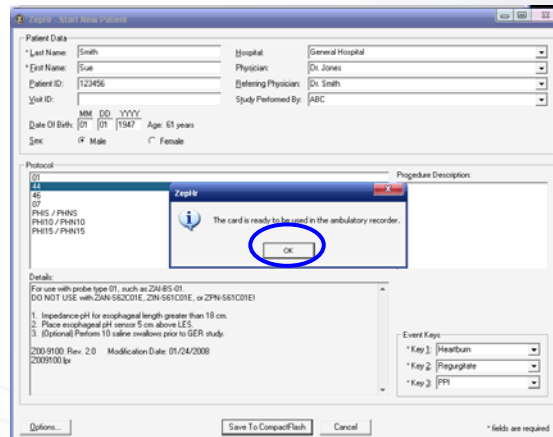 ZepHr - Start New Patient
Patient Data
* Last Name: Smith Hospital: General Hospital
* First Name: Sue Physician: Dr. Jones
Patient ID: 123456 Referring Physician: Dr. Smith
Visit ID: Study Performed By: ABC
MM DD YYYY
Date Of Birth: 01 01 1947 Age: 61 years
Sex: Male Female
Protocol Procedure Description:
01
44
46
07
PHI5 / PHN5
PHI10 / PHN10
PHI15 / PHN15
ZepHr
The card is ready to be used in the ambulatory recorder.
OK
Details:
For use with probe type 01, such as ZAI-BS-01.
DO NOT USE with ZAN-S62C01E, ZIN-S61C01E, or ZPN-S61C01E!
1. Impedance-pH for esophageal length greater than 18 cm.
2. Place esophageal pH sensor 5 cm above LES.
3. (Optional) Perform 10 saline swallows prior to GER study.
Z00-9100: Rev. 2.0 Modification Date: 01/24/2008
Z009100.lpr
Event Keys
* Key 1: Heartburn
* Key 2: Regurgitate
* Key 3: PPI
Options... Save To CompactFlash Cancel * fields are required